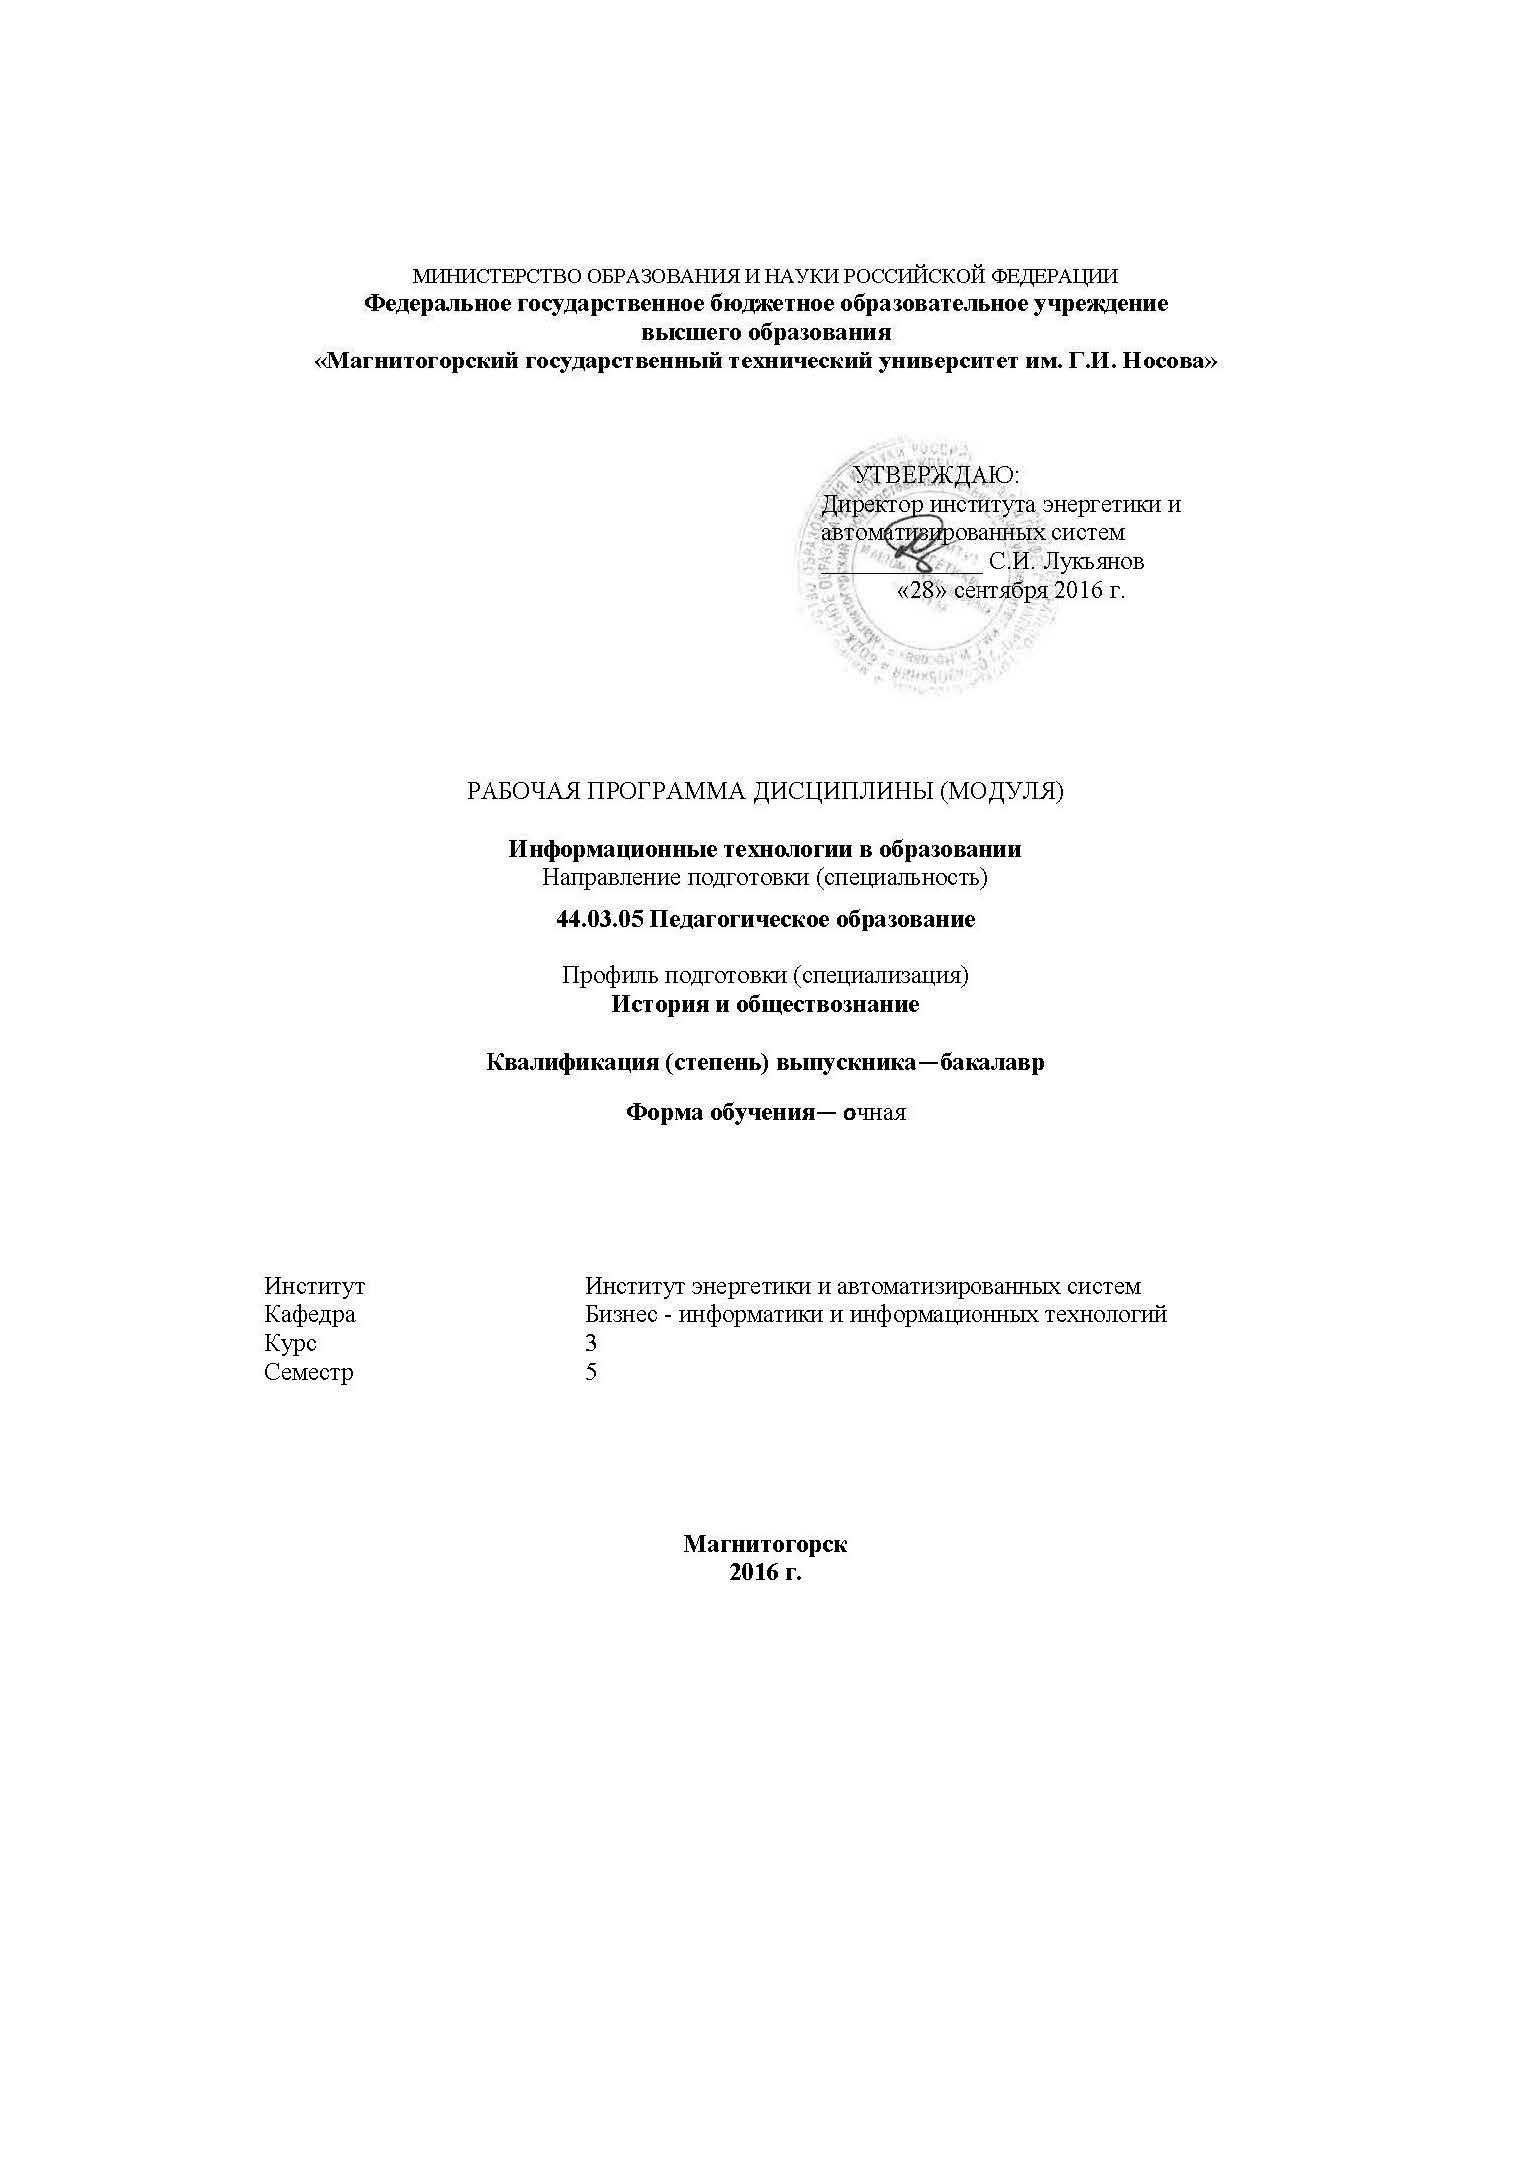 МИНИСТЕРСТВО ОБРАЗОВАНИЯ И НАУКИ РОССИЙСКОЙ ФЕДЕРАЦИИ
Федеральное государственное бюджетное образовательное учреждение
высшего образования
«Магнитогорский государственный технический университет им. Г.И. Носова»
УТВЕРЖДАЮ:
Директор института энергетики и
автоматизированных систем
_____________ С.И. Лукьянов
«28» сентября 2016 г.
РАБОЧАЯ ПРОГРАММА ДИСЦИПЛИНЫ (МОДУЛЯ)
Информационные технологии в образовании
Направление подготовки (специальность)
44.03.05 Педагогическое образование
Профиль подготовки (специализация)
История и обществознание
Квалификация (степень) выпускника—бакалавр
Форма обучения— очная
Институт Институт энергетики и автоматизированных систем
Кафедра Бизнес - информатики и информационных технологий
Курс 3
Семестр 5
Магнитогорск
2016 г.